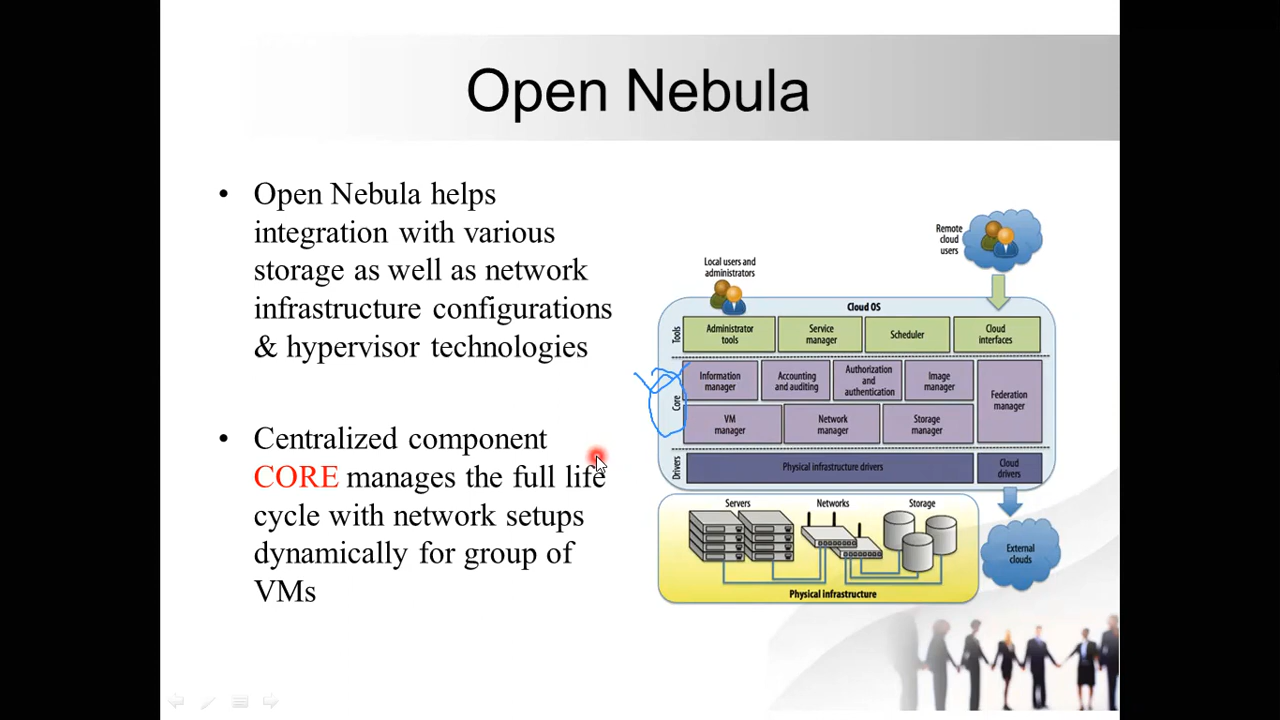 Open Nebula
• Open Nebula helps
integration with various
storage as well as network
infrastructure configurations
& hypervisor technologies
• Centralized component
CORE manages the full life
cycle with network setups
dynamically for group of
VMs
Remote
cloud
users
Local users and
administrators
Cloud OS
Tools
Administrator
tools
Service
manager
Scheduler
Cloud
interfaces
Core
Information
manager
Accounting
and auditing
Authorization
and
authentication
Image
manager
Federation
manager
VM
manager
Network
manager
Storage
manager
Drivers
Physical infrastructure drivers
Cloud
drivers
Servers
Networks
Storage
Physical infrastructure
External
clouds